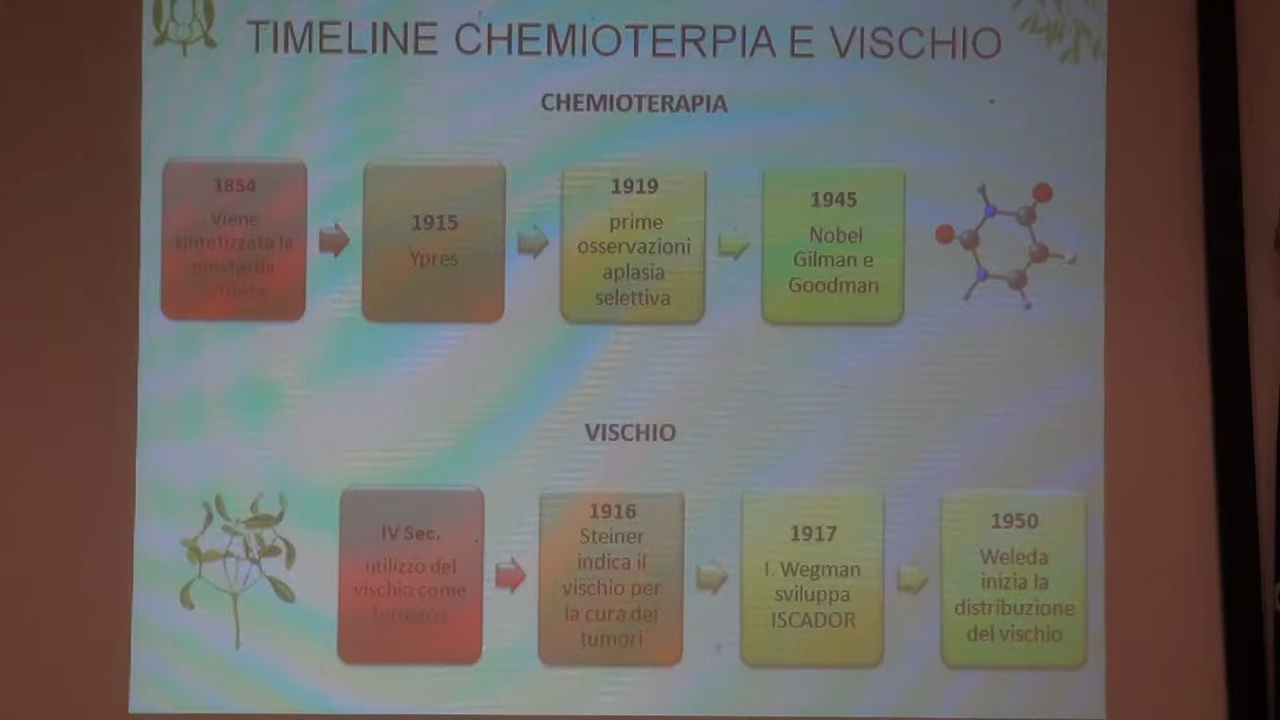 TIMELINE CHEMIOTERPIA E VISCHIO
CHEMIOTERAPIA
1854
Viene
sintetizzata la
mostarda
1915
Ypres
1919
prime
osservazioni
aplasia
selettiva
1945
Nobel
Gilman e
Goodman
VISCHIO
IV Sec.
utilizzo del
vischio come
farmaco
1916
Steiner
indica il
vischio per
la cura dei
tumori
1917
I. Wegman
sviluppa
ISCADOR
1950
Weleda
inizia la
distribuzione
del vischio